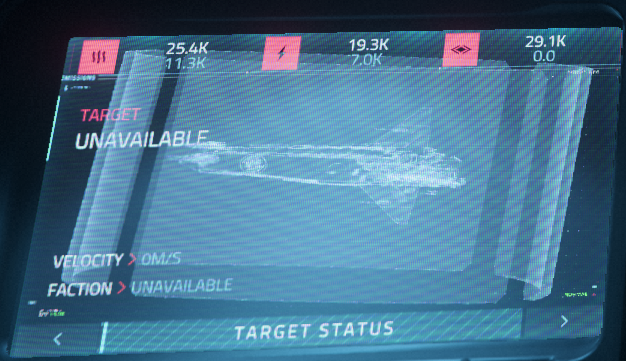 25.4K 19.3K 29.1K
11.3K 7.0K 0.0
TARGET
UNAVAILABLE
VELOCITY > 0M/S
FACTION > UNAVAILABLE
< TARGET STATUS >